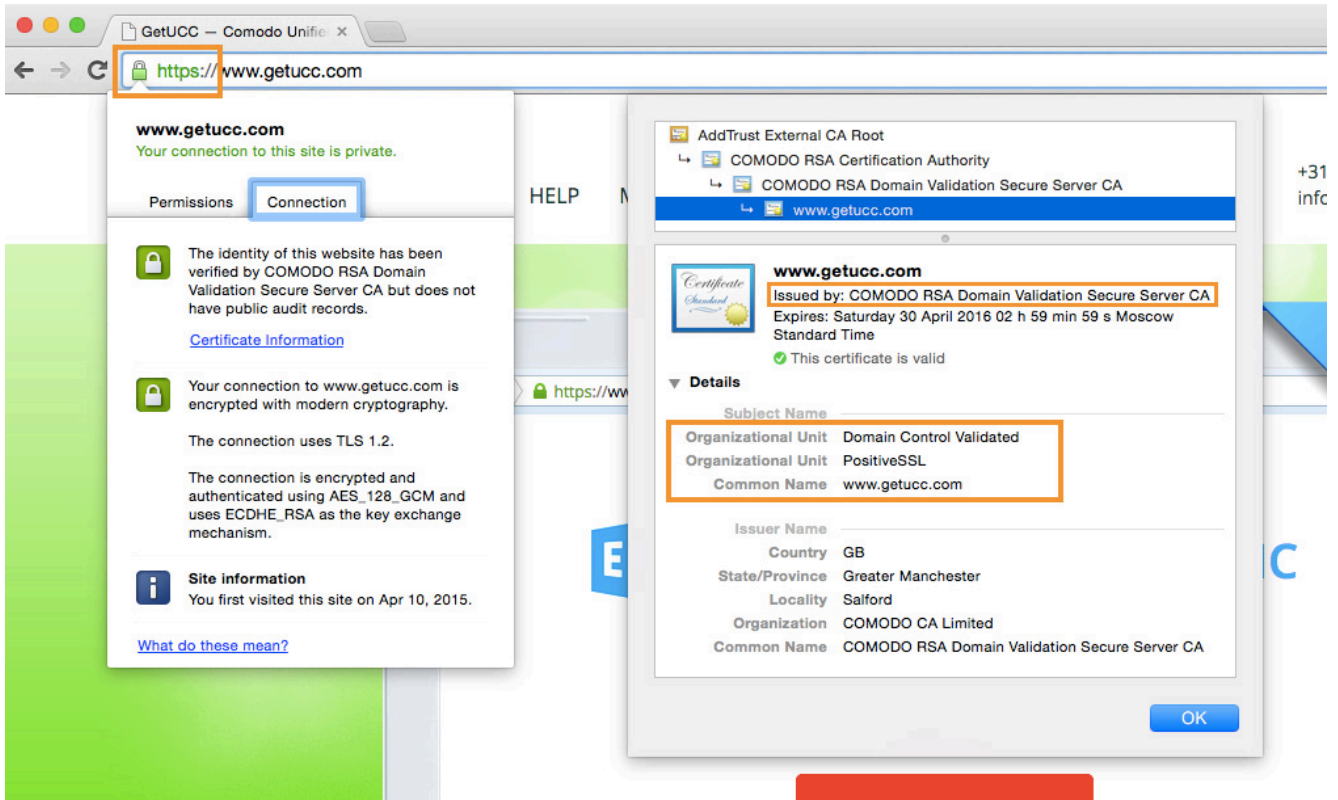 GetUCC — Comodo Unifie
https://www.getucc.com
www.getucc.com
Your connection to this site is private.
Permissions
Connection
The identity of this website has been
verified by COMODO RSA Domain
Validation Secure Server CA but does not
have public audit records.
Certificate Information
Your connection to www.getucc.com is
encrypted with modern cryptography.
The connection uses TLS 1.2.
The connection is encrypted and
authenticated using AES_128_GCM and
uses ECDHE_RSA as the key exchange
mechanism.
Site information
You first visited this site on Apr 10, 2015.
What do these mean?
HELP
M
https://ww
E
AddTrust External CA Root
COMODO RSA Certification Authority
COMODO RSA Domain Validation Secure Server CA
www.getucc.com
Certificate
Standard
www.getucc.com
Issued by: COMODO RSA Domain Validation Secure Server CA
Expires: Saturday 30 April 2016 02 h 59 min 59 s Moscow
Standard Time
This certificate is valid
Details
Subject Name
Organizational Unit Domain Control Validated
Organizational Unit PositiveSSL
Common Name www.getucc.com
Issuer Name
Country GB
State/Province Greater Manchester
Locality Salford
Organization COMODO CA Limited
Common Name COMODO RSA Domain Validation Secure Server CA
OK
+31
info
C